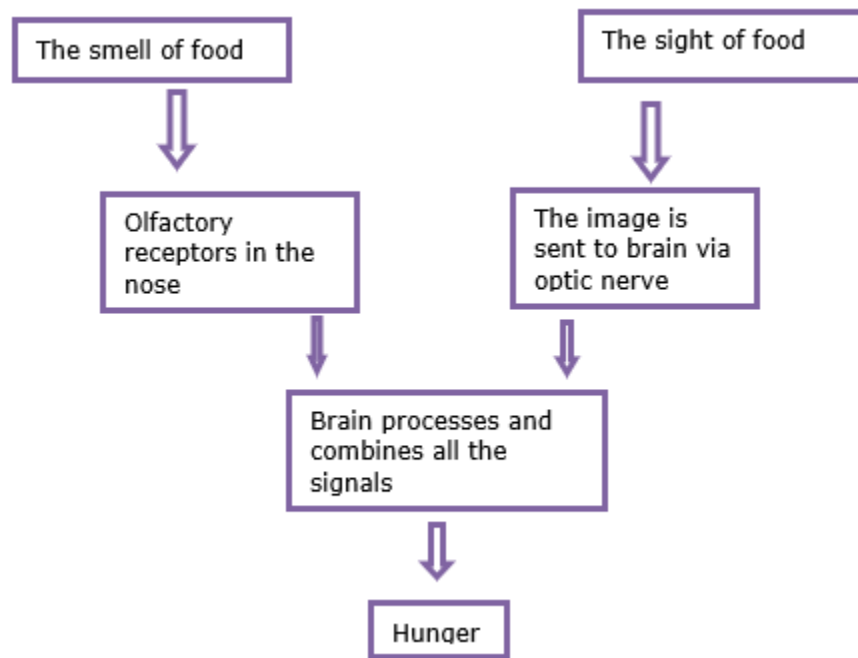 The smell of food
The sight of food
Olfactory
receptors in the
nose
The image is
sent to brain via
optic nerve
Brain processes and
combines all the
signals
Hunger